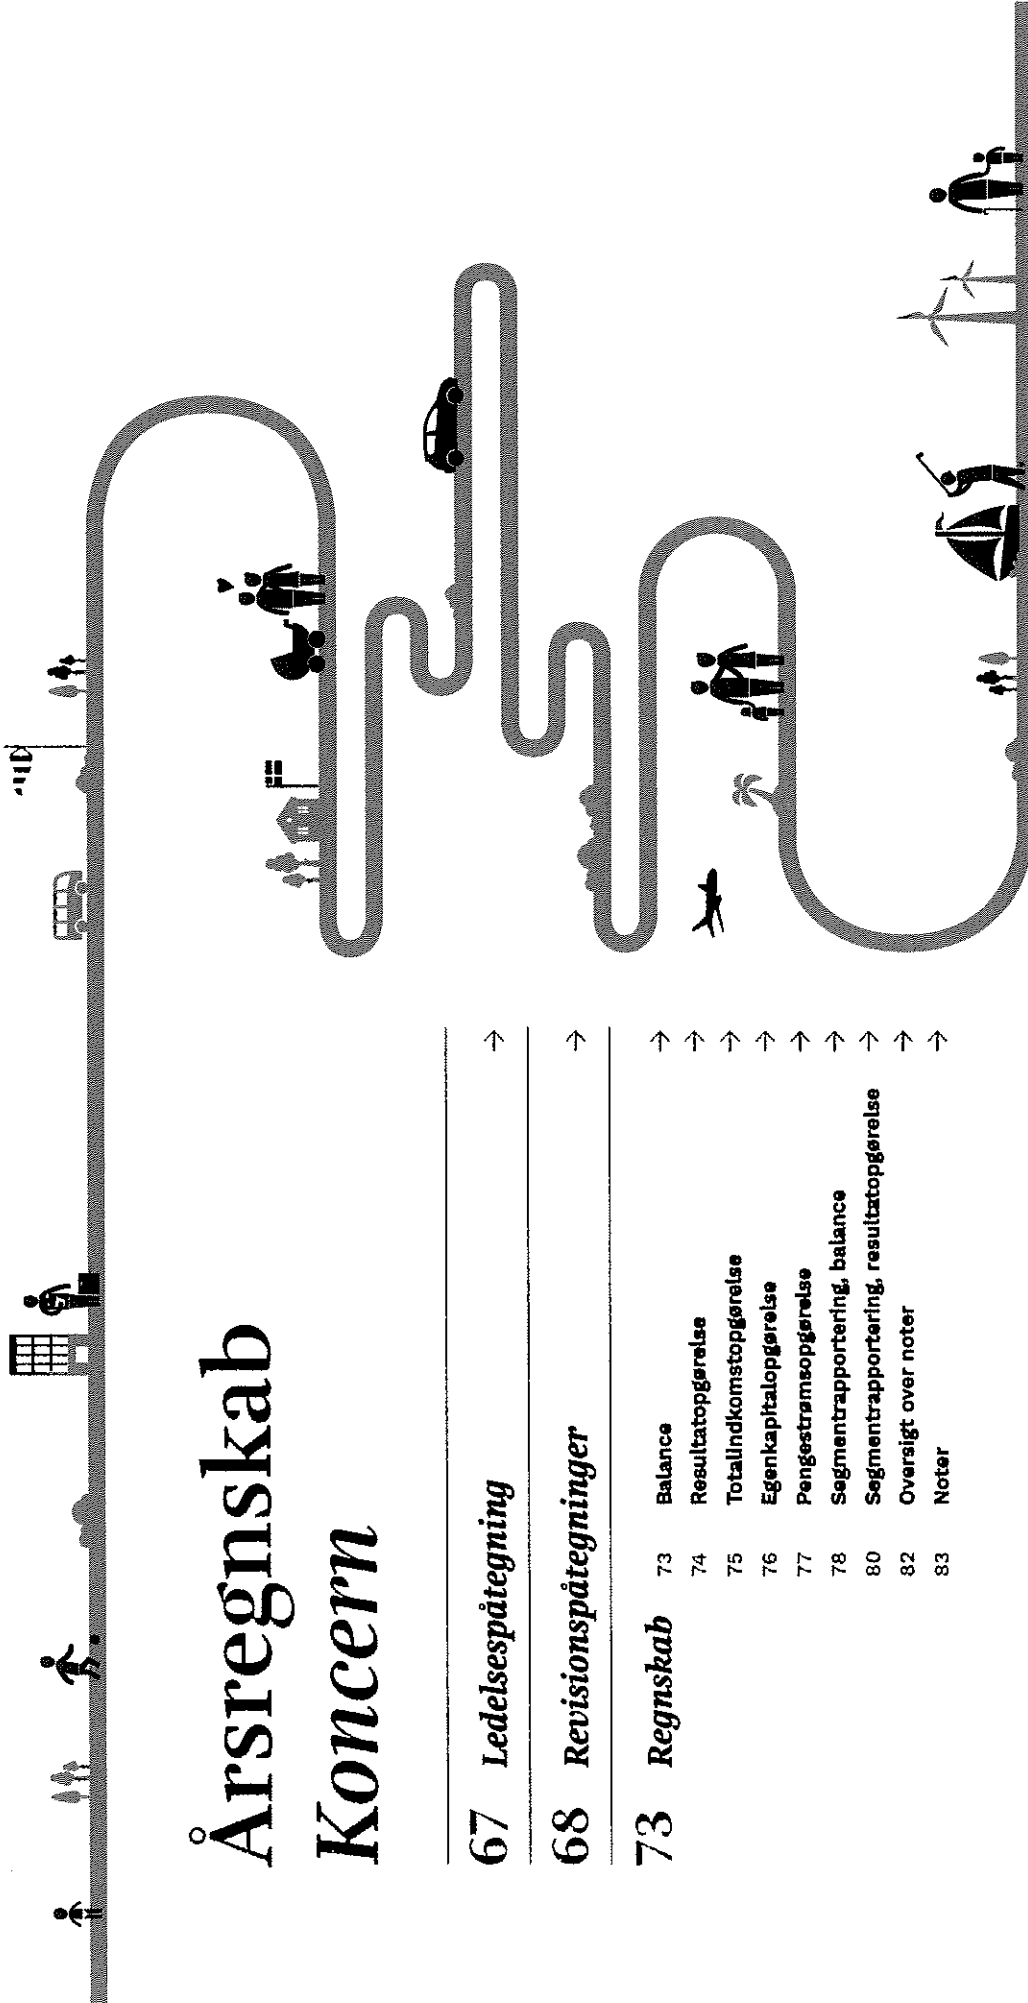 Årsregnskab
Koncern
67 Ledelsespåtegning →
68 Revisionspåtegninger →
73 Regnskab
73 Balance →
74 Resultatopgørelse →
75 Totalindkomstopgørelse →
76 Egenkapitalopgørelse →
77 Pengestrømsopgørelse →
78 Segmentrapportering, balance →
80 Segmentrapportering, resultatopgørelse →
82 Oversigt over noter →
83 Noter →